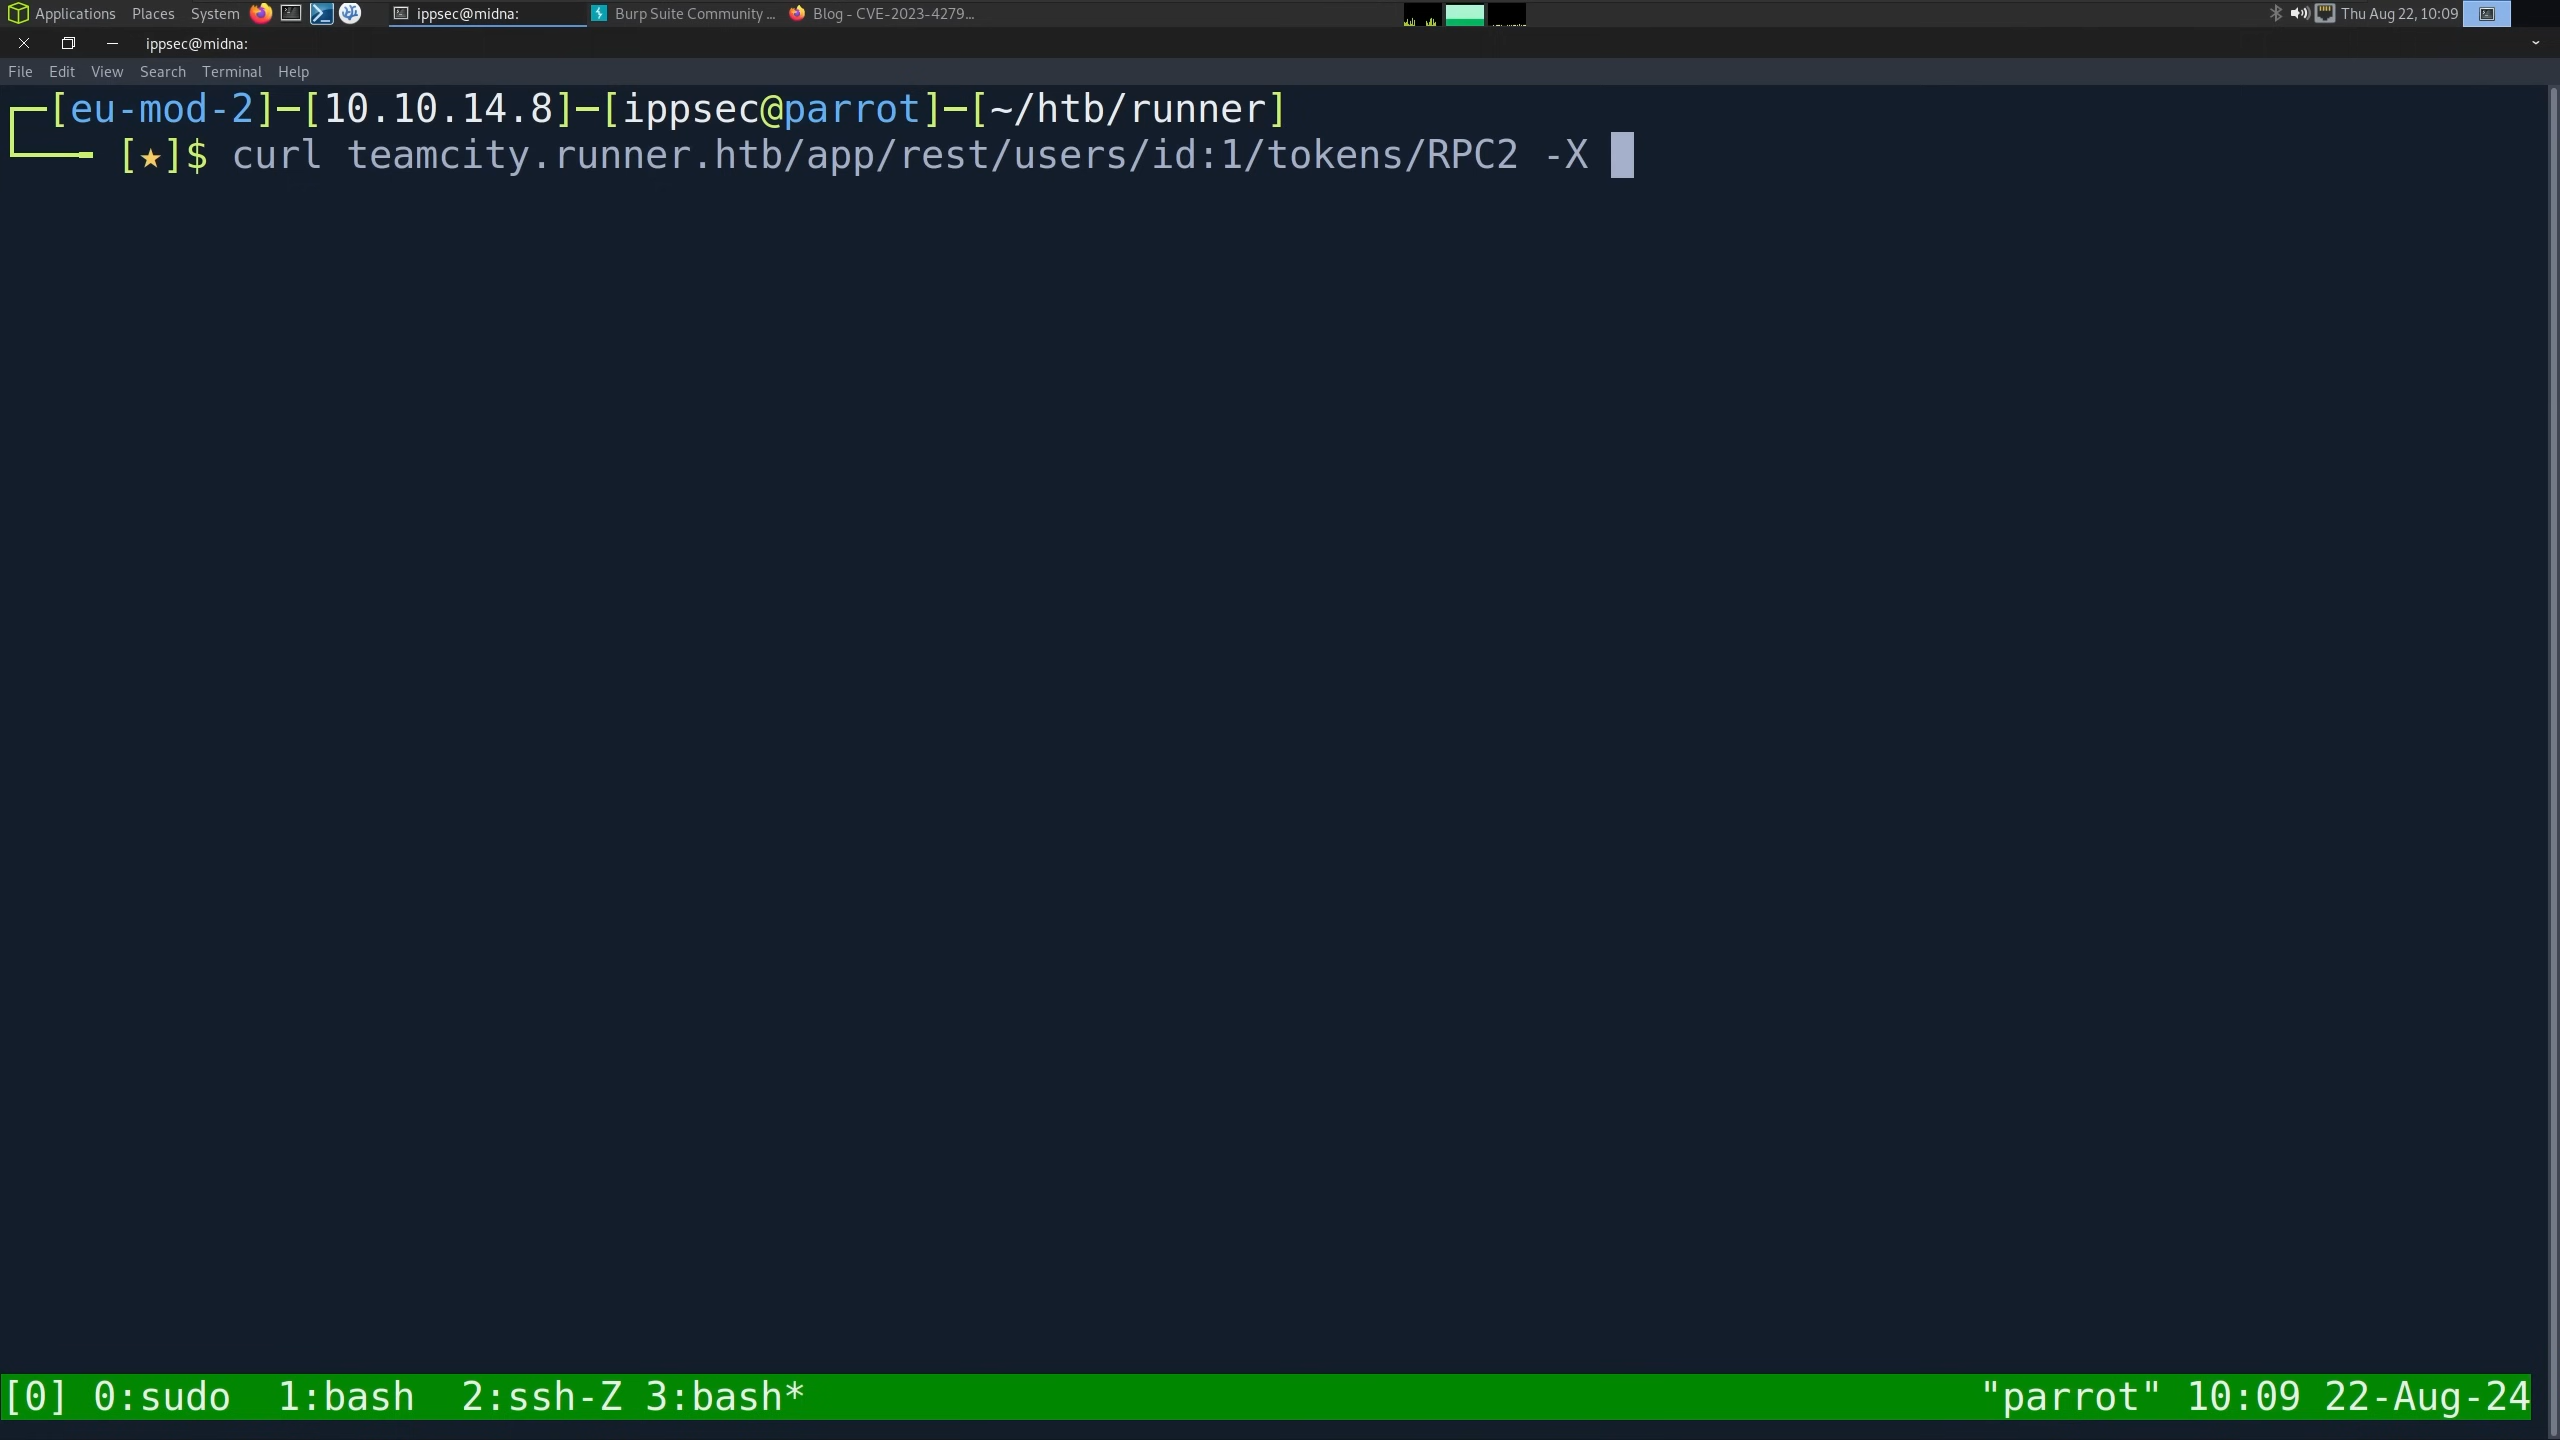 Applications Places System ippsec@midna: Burp Suite Community ... Blog - CVE-2023-4279... Thu Aug 22, 10:09
ippsec@midna:
File Edit View Search Terminal Help
[eu-mod-2]─[10.10.14.8]─[ippsec@parrot]─[~/htb/runner]
[★]$ curl teamcity.runner.htb/app/rest/users/id:1/tokens/RPC2 -X
[0] 0:sudo 1:bash 2:ssh-Z 3:bash* "parrot" 10:09 22-Aug-24